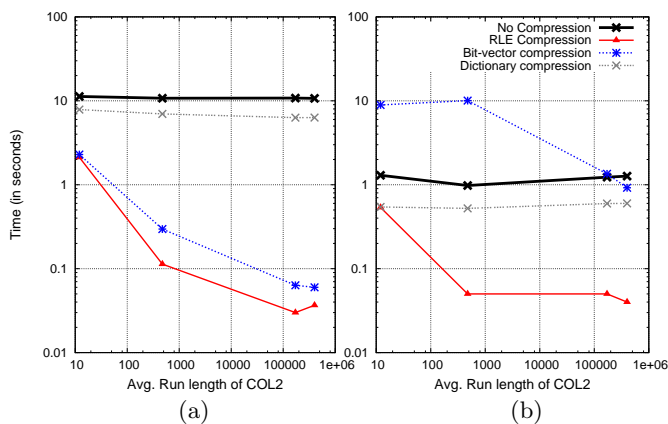 Time (in seconds)
100
10
1
0.1
0.01
10 100 1000 10000 100000 1e+06
Avg. Run length of COL2
(a)
No Compression
RLE Compression
Bit-vector compression
Dictionary compression
100
10
1
0.1
0.01
10 100 1000 10000 100000 1e+06
Avg. Run length of COL2
(b)